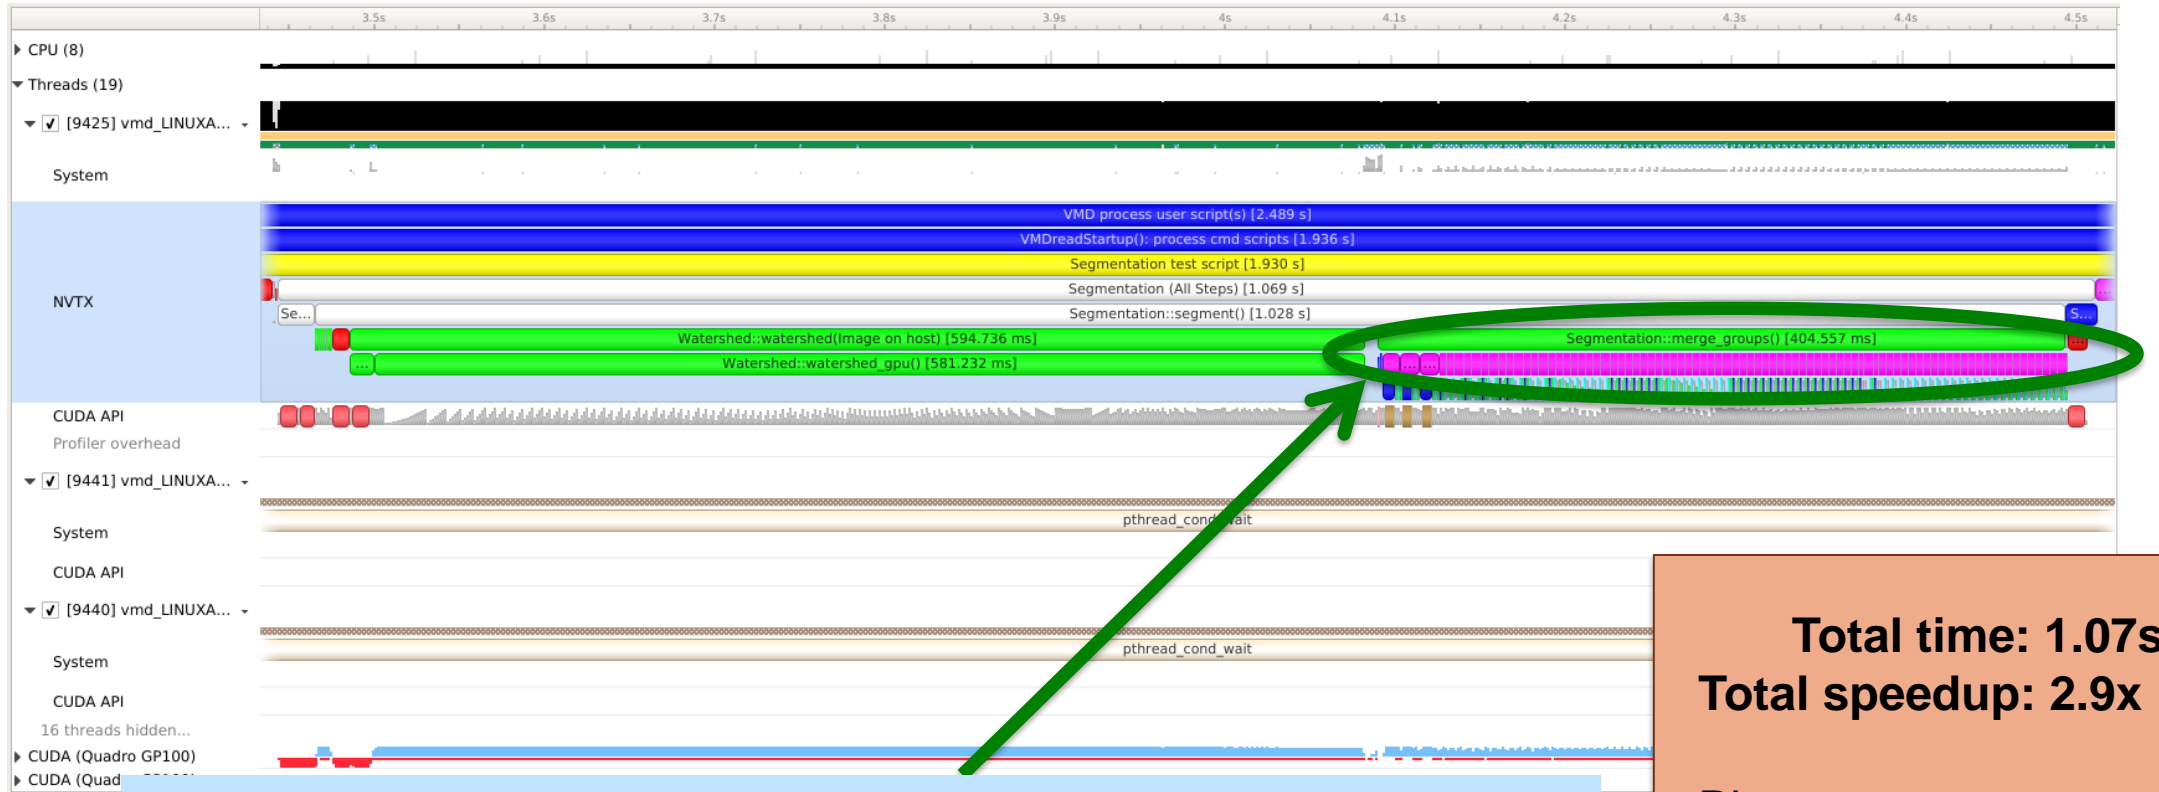 3.5s 3.6s 3.7s 3.8s 3.9s 4s 4.1s 4.2s 4.3s 4.4s 4.5s
CPU (8)
Threads (19)
[9425] vmd_LINUXA...
System
VMD process user script(s) [2.489 s]
VMDreadStartup(): process cmd scripts [1.936 s]
Segmentation test script [1.930 s]
NVTX
Segmentation (All Steps) [1.069 s]
...
Se...
Segmentation::segment() [1.028 s]
S...
Watershed::watershed(Image on host) [594.736 ms]
Segmentation::merge_groups() [404.557 ms]
...
...
Watershed::watershed_gpu() [581.232 ms]
... ...
CUDA API
Profiler overhead
[9441] vmd_LINUXA...
pthread_cond_wait
System
CUDA API
[9440] vmd_LINUXA...
pthread_cond_wait
System
CUDA API
16 threads hidden...
CUDA (Quadro GP100)
CUDA (Quad
Total time: 1.07s
Total speedup: 2.9x